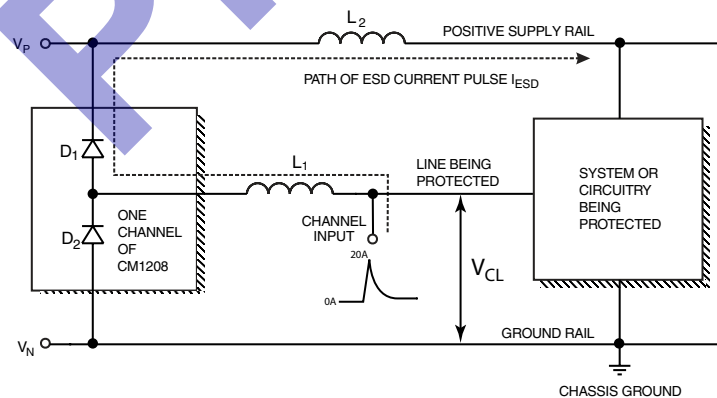 L2
VP
POSITIVE SUPPLY RAIL
PATH OF ESD CURRENT PULSE IESD
D1
L1
LINE BEING
PROTECTED
SYSTEM OR
CIRCUITRY
BEING
PROTECTED
ONE
CHANNEL
OF
CM1208
D2
CHANNEL
INPUT
20A
0A
VCL
GROUND RAIL
VN
CHASSIS GROUND